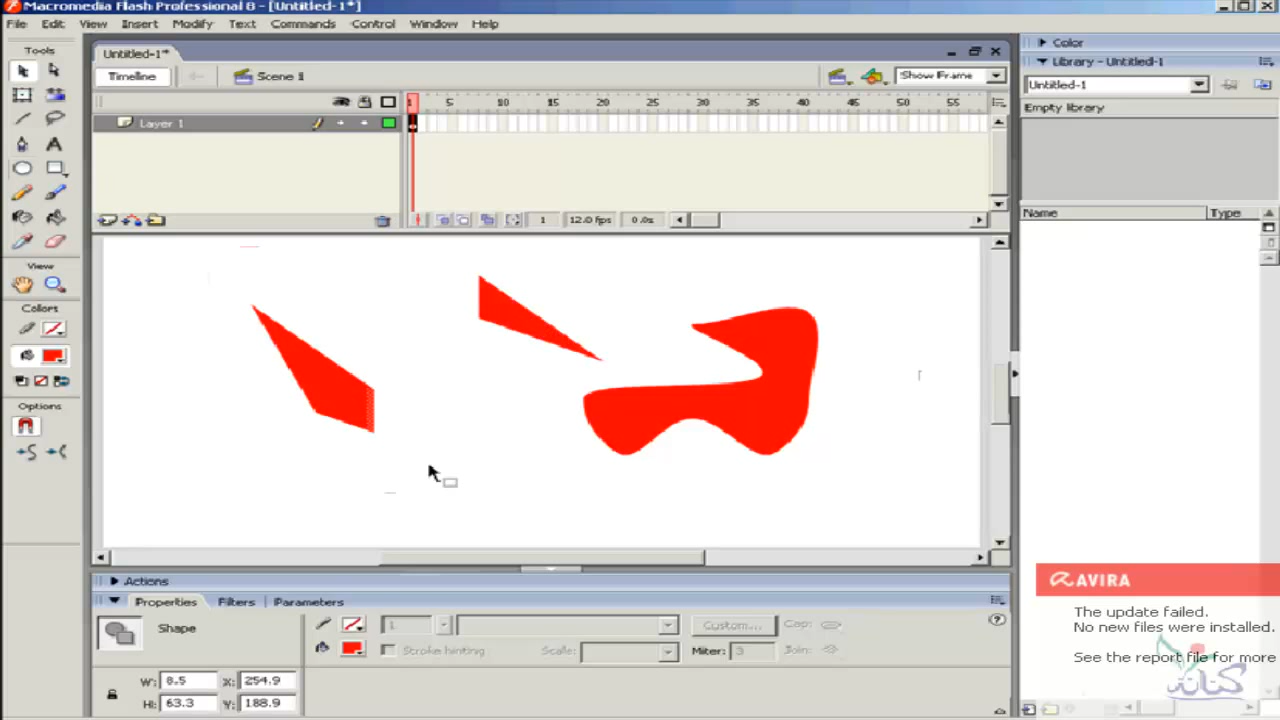 Macromedia Flash Professional 8 - [Untitled-1*]
File Edit View Insert Modify Text Commands Control Window Help
Tools
Untitled-1*
Timeline Scene 1 Show Frame
1 5 10 15 20 25 30 35 40 45 50 55
Layer 1
1 12.0 fps 0.0s
View
Colors
Options
Color
Library - Untitled-1
Untitled-1
Empty library
Name Type
Actions
Properties Filters Parameters
Shape
1 Custom... Cap:
Stroke hinting Scale: Miter: 3 Join:
W: 8.5 X: 254.9
H: 63.3 Y: 188.9
AVIRA
The update failed.
No new files were installed.
See the report file for more